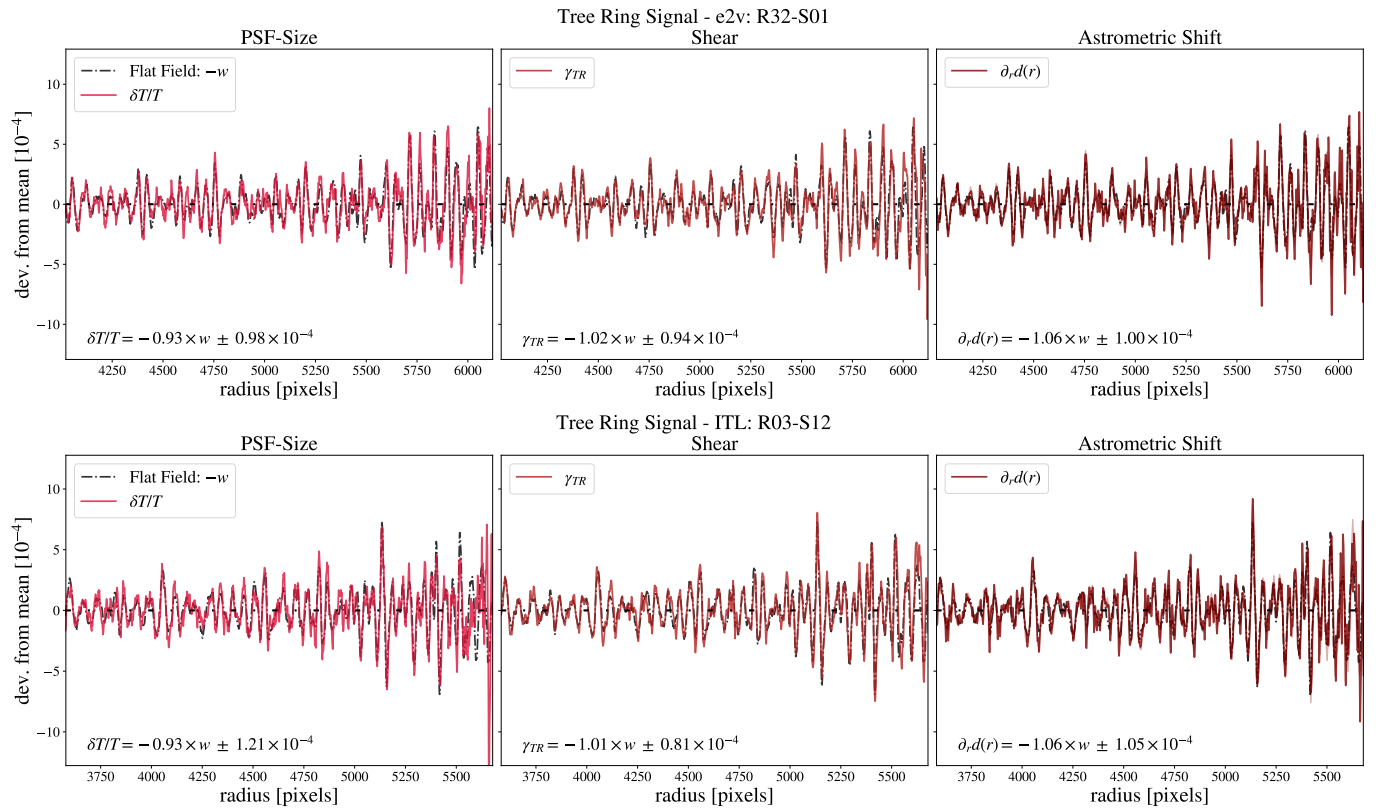 Tree Ring Signal - e2v: R32-S01
PSF-Size
Shear
Astrometric Shift
Flat Field: −w
δT/T
γTR
∂rd(r)
dev. from mean [10−4]
10
5
0
−5
−10
δT/T = −0.93 × w ± 0.98 × 10−4
γTR = −1.02 × w ± 0.94 × 10−4
∂rd(r) = −1.06 × w ± 1.00 × 10−4
4250 4500 4750 5000 5250 5500 5750 6000
4250 4500 4750 5000 5250 5500 5750 6000
4250 4500 4750 5000 5250 5500 5750 6000
radius [pixels]
radius [pixels]
radius [pixels]
Tree Ring Signal - ITL: R03-S12
PSF-Size
Shear
Astrometric Shift
Flat Field: −w
δT/T
γTR
∂rd(r)
dev. from mean [10−4]
10
5
0
−5
−10
δT/T = −0.93 × w ± 1.21 × 10−4
γTR = −1.01 × w ± 0.81 × 10−4
∂rd(r) = −1.06 × w ± 1.05 × 10−4
3750 4000 4250 4500 4750 5000 5250 5500
3750 4000 4250 4500 4750 5000 5250 5500
3750 4000 4250 4500 4750 5000 5250 5500
radius [pixels]
radius [pixels]
radius [pixels]